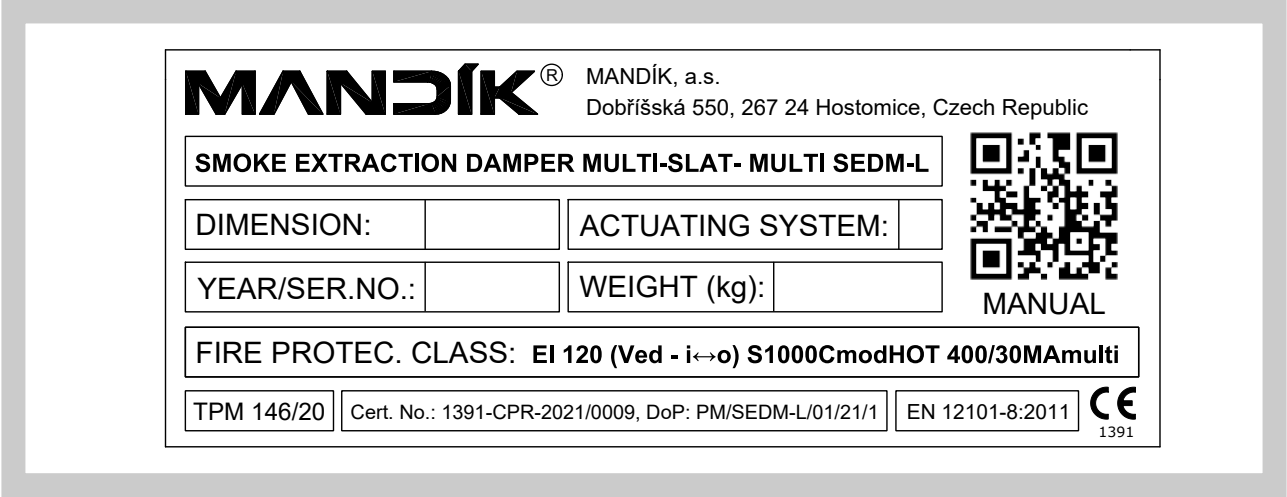 MANDÍK®
MANDÍK, a.s.
Dobříšská 550, 267 24 Hostomice, Czech Republic
SMOKE EXTRACTION DAMPER MULTI-SLAT- MULTI SEDM-L
DIMENSION:
ACTUATING SYSTEM:
YEAR/SER.NO.:
WEIGHT (kg):
MANUAL
FIRE PROTEC. CLASS: EI 120 (Ved - i↔o) S1000CmodHOT 400/30MAmulti
TPM 146/20
Cert. No.: 1391-CPR-2021/0009, DoP: PM/SEDM-L/01/21/1
EN 12101-8:2011
CE
1391